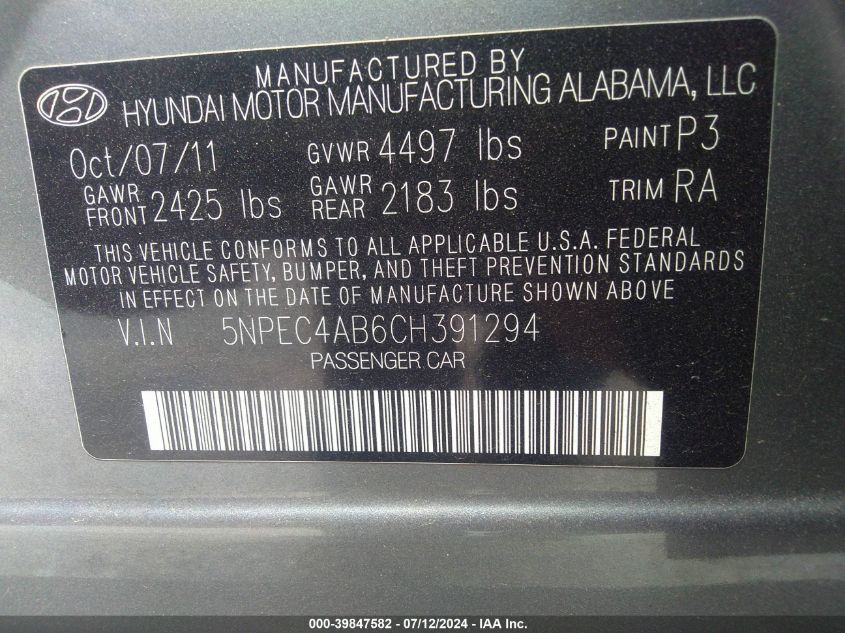 MANUFACTURED BY
HYUNDAI MOTOR MANUFACTURING ALABAMA, LLC
Oct/07/11 GVWR 4497 lbs PAINT P3
GAWR FRONT 2425 lbs GAWR REAR 2183 lbs TRIM RA
THIS VEHICLE CONFORMS TO ALL APPLICABLE U.S.A. FEDERAL
MOTOR VEHICLE SAFETY, BUMPER, AND THEFT PREVENTION STANDARDS
IN EFFECT ON THE DATE OF MANUFACTURE SHOWN ABOVE.
V.I.N 5NPEC4AB6CH391294
PASSENGER CAR
000-39847582 - 07/12/2024 - IAA Inc.